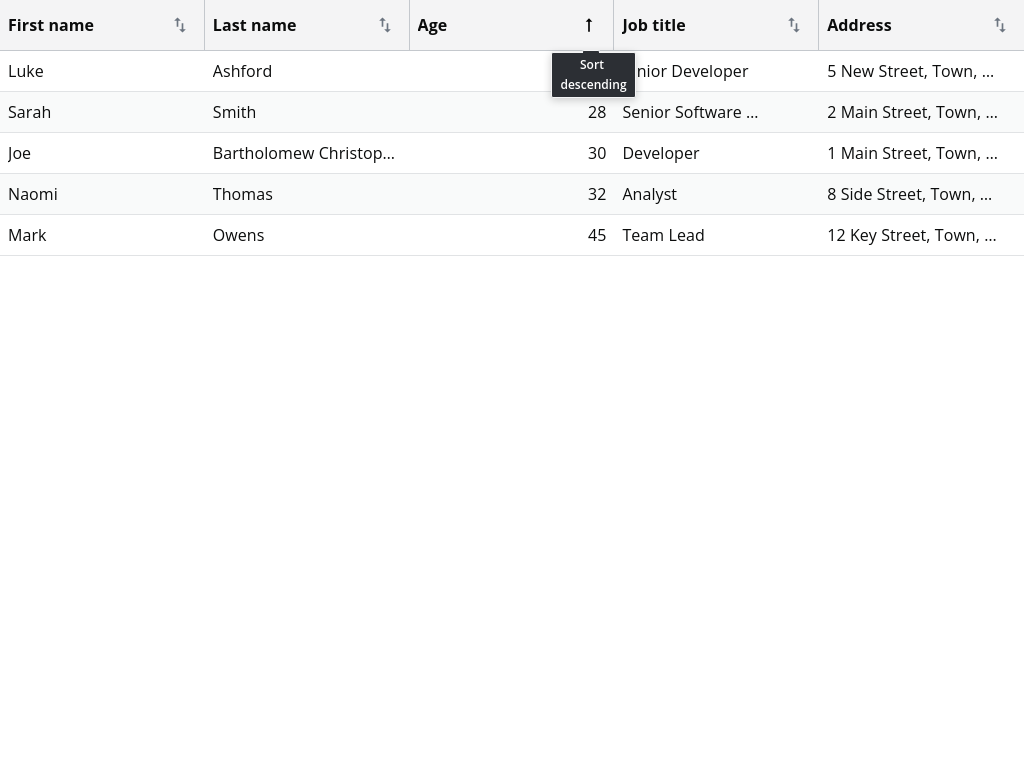 First name Last name Age Job title Address
Sort descending
Luke Ashford nior Developer 5 New Street, Town, ...
Sarah Smith 28 Senior Software ... 2 Main Street, Town, ...
Joe Bartholomew Christop... 30 Developer 1 Main Street, Town, ...
Naomi Thomas 32 Analyst 8 Side Street, Town, ...
Mark Owens 45 Team Lead 12 Key Street, Town, ...